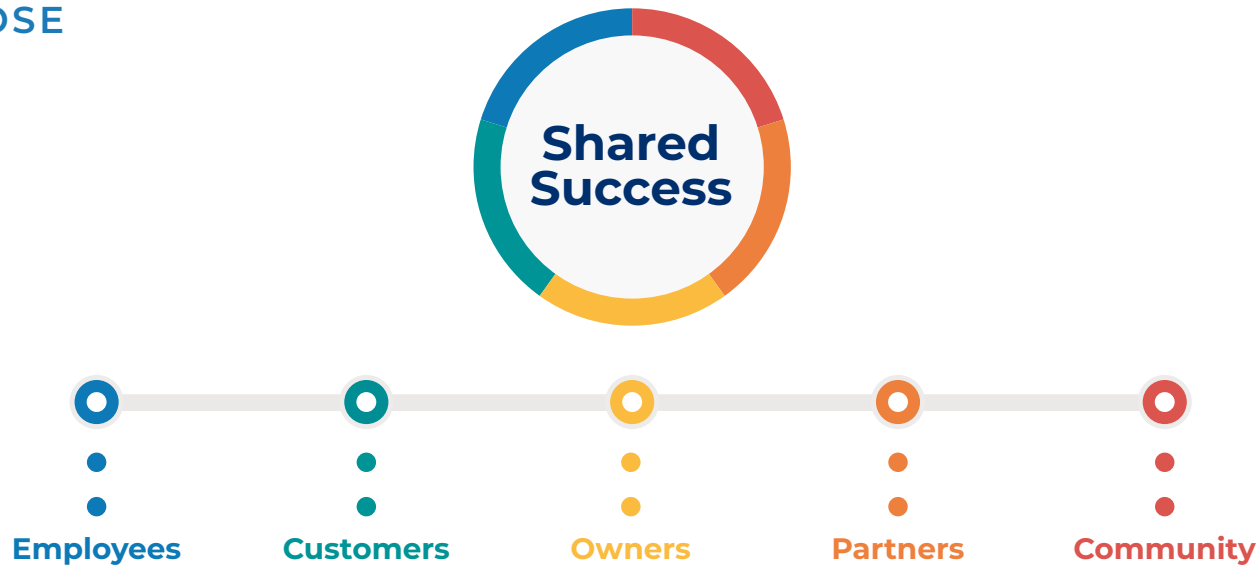 OSE
Shared
Success
Employees
Customers
Owners
Partners
Community